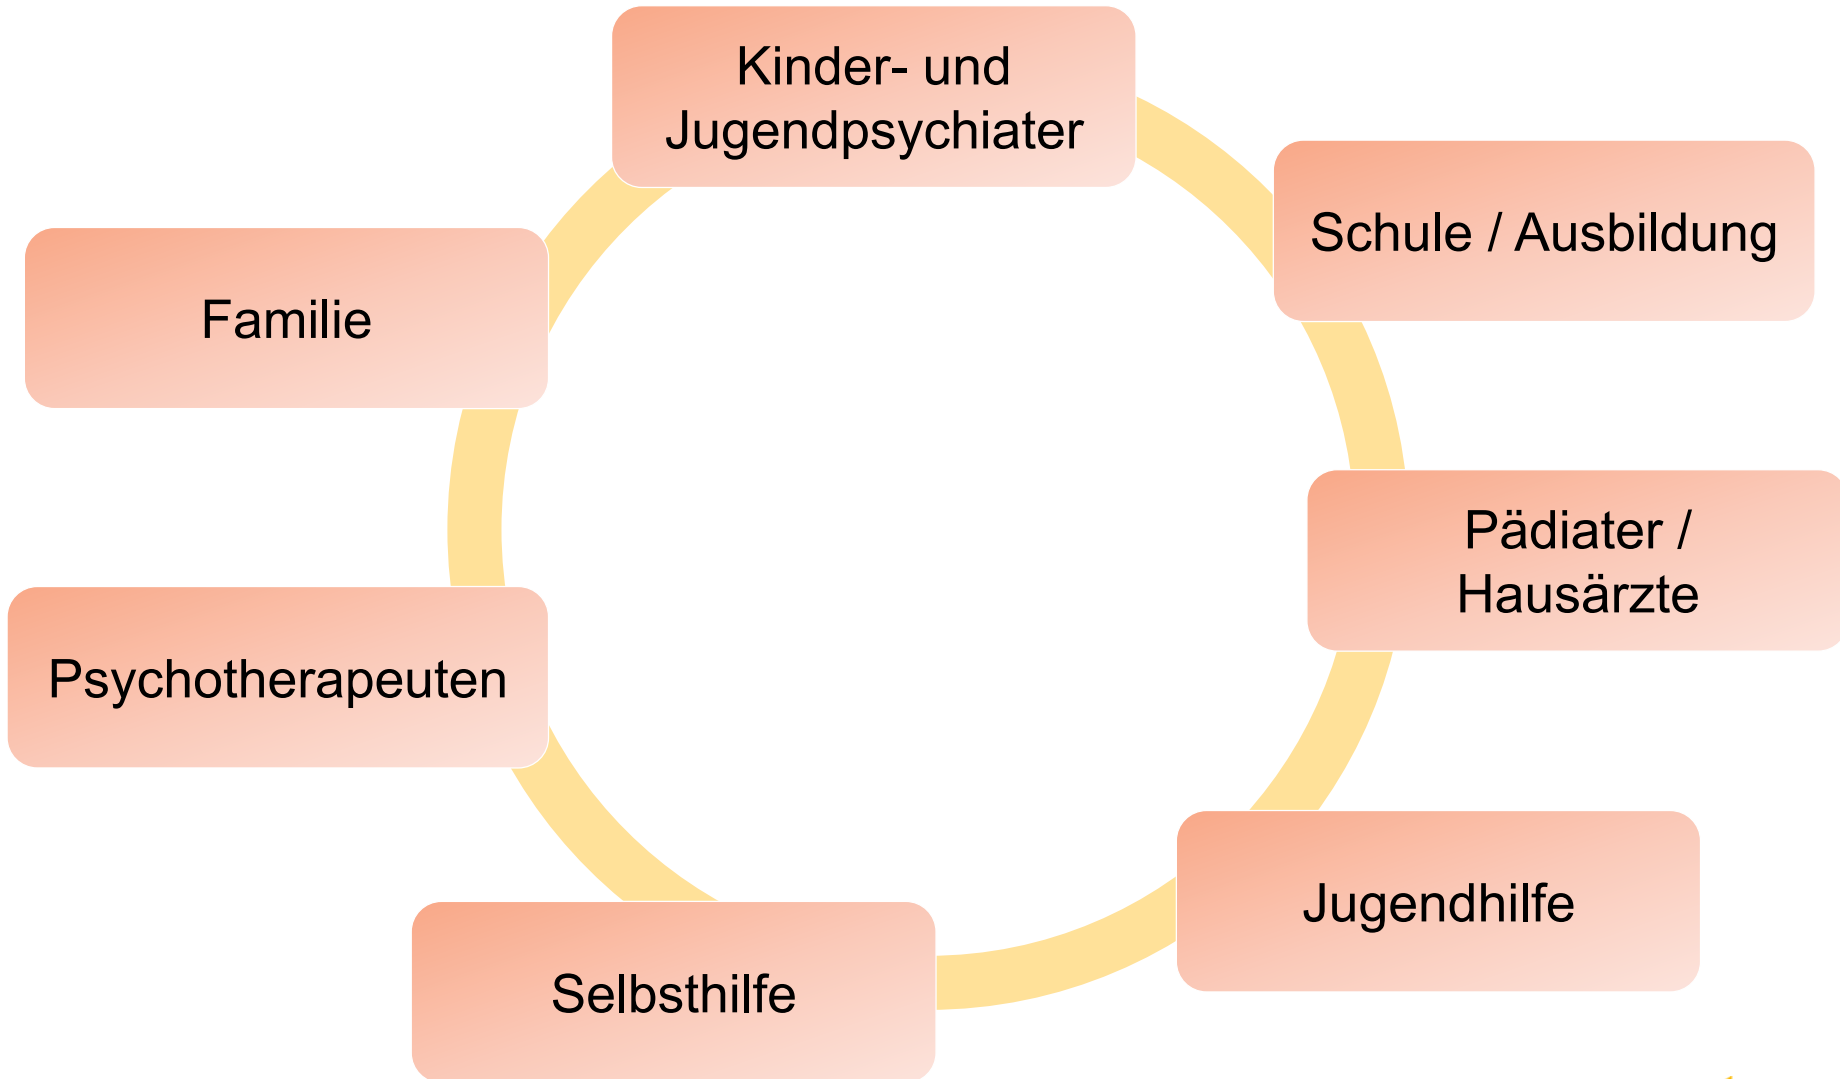 Kinder- und
Jugendpsychiater
Schule / Ausbildung
Familie
Pädiater /
Hausärzte
Psychotherapeuten
Jugendhilfe
Selbsthilfe